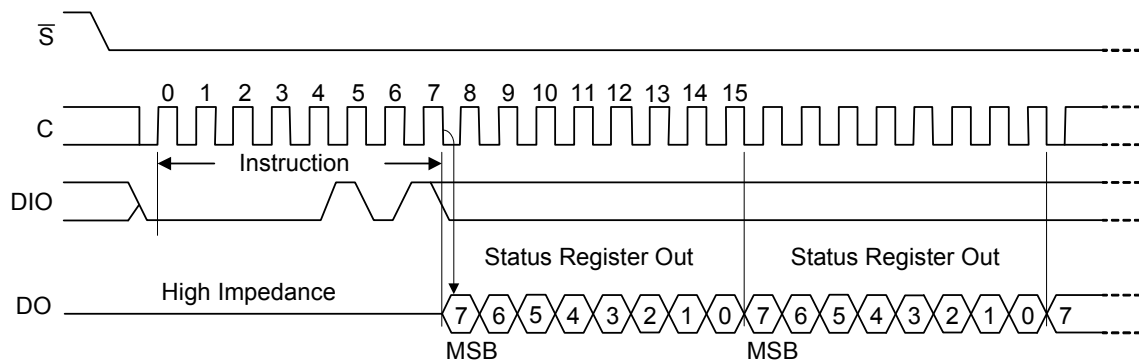 S
0 1 2 3 4 5 6 7 8 9 10 11 12 13 14 15
C
Instruction
DIO
Status Register Out Status Register Out
High Impedance
DO
7 6 5 4 3 2 1 0 7 6 5 4 3 2 1 0 7
MSB MSB